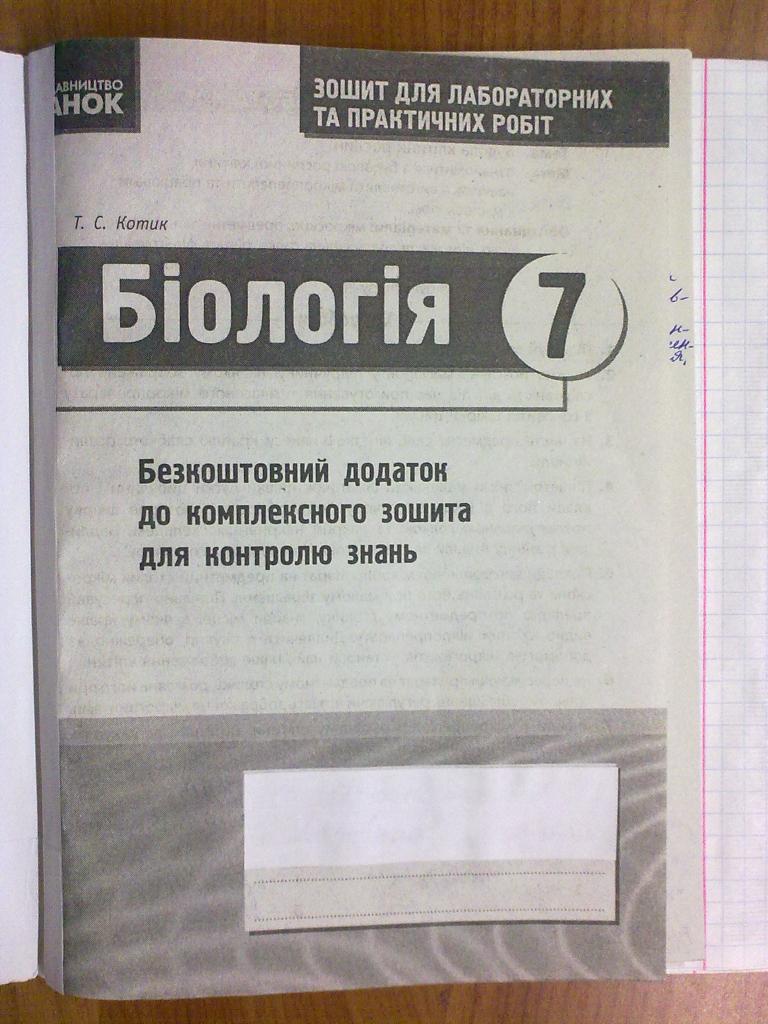 АВНИЦТВО
АНОК
ЗОШИТ ДЛЯ ЛАБОРАТОРНИХ
ТА ПРАКТИЧНИХ РОБІТ
Т. С. Котик
Біологія 7
Безкоштовний додаток
до комплексного зошита
для контролю знань